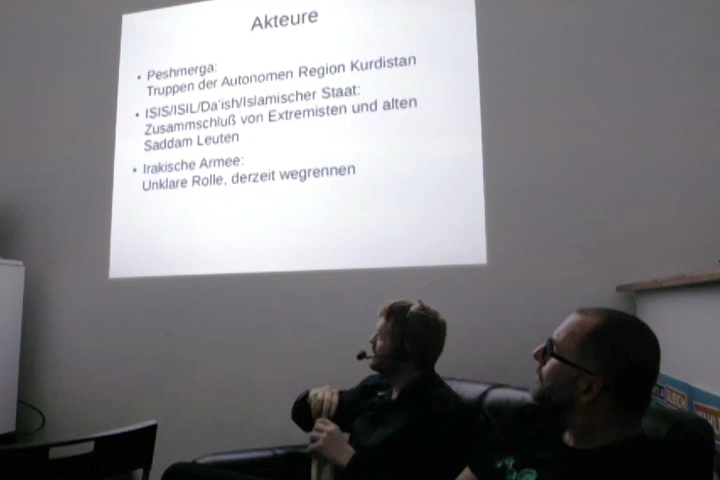 Akteure
• Peshmerga:
Truppen der Autonomen Region Kurdistan
• ISIS/ISIL/Da'ish/Islamischer Staat:
Zusammschluß von Extremisten und alten
Saddam Leuten
• Irakische Armee:
Unklare Rolle, derzeit wegrennen